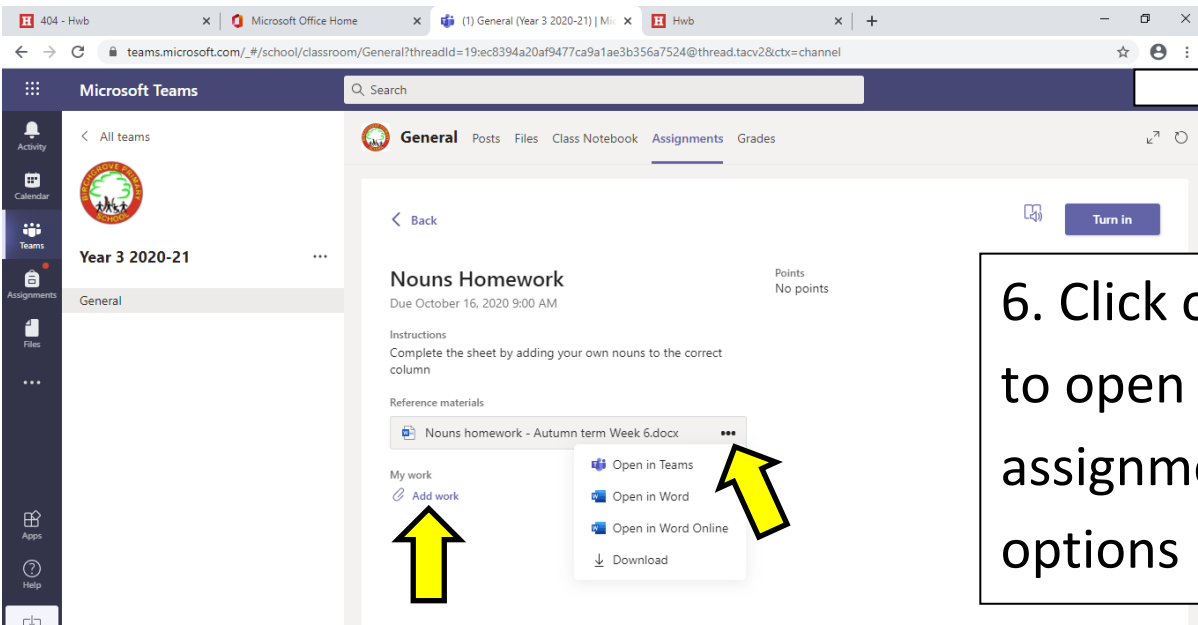 404 - Hwb
Microsoft Office Home
(1) General (Year 3 2020-21) | Mic
Hwb
teams.microsoft.com/_#/school/classroom/General?threadId=19:ec8394a20af9477ca9a1ae3b356a7524@thread.tacv2&ctx=channel
Microsoft Teams
Search
Activity
Calendar
Teams
Assignments
Files
Apps
Help
All teams
BIRCHGROVE PRIMARY
SCHOOL
Year 3 2020-21
General
General Posts Files Class Notebook Assignments Grades
Back
Turn in
Nouns Homework
Due October 16, 2020 9:00 AM
Points
No points
Instructions
Complete the sheet by adding your own nouns to the correct
column
Reference materials
Nouns homework - Autumn term Week 6.docx
Open in Teams
Open in Word
Open in Word Online
Download
My work
Add work
6. Click
to open
assignm
options